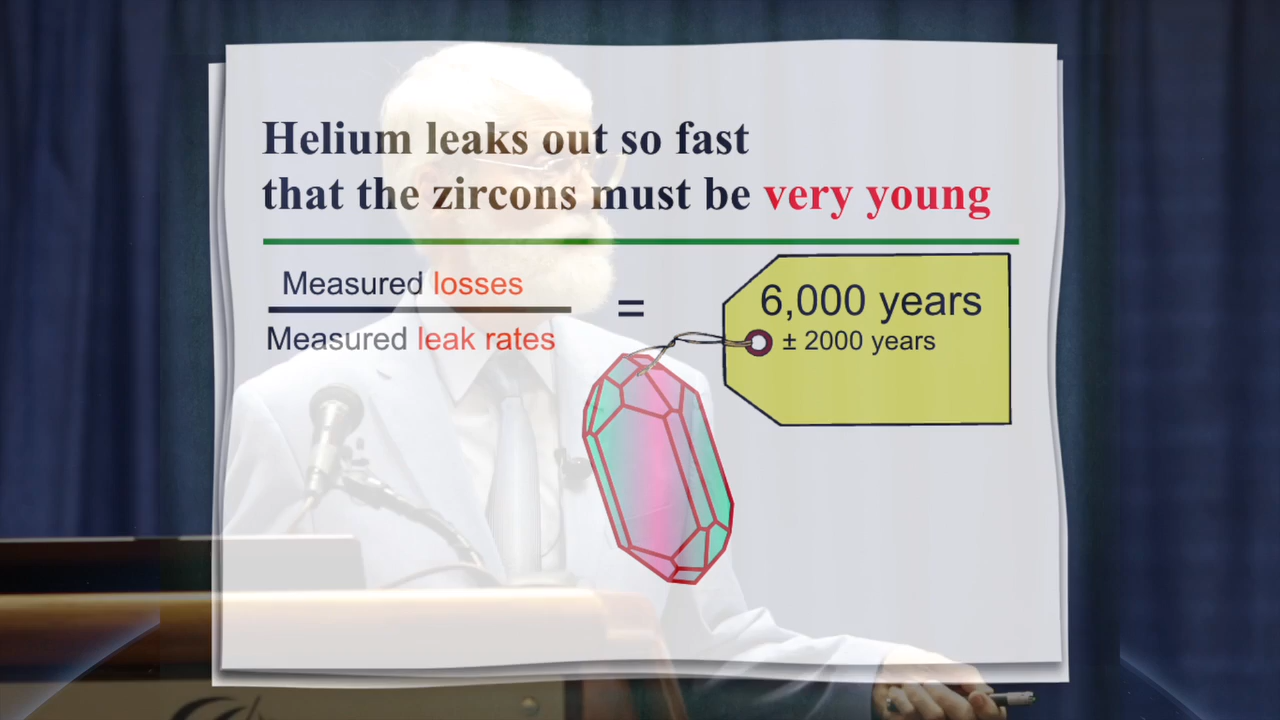 Helium leaks out so fast
that the zircons must be very young
Measured losses
Measured leak rates
=
6,000 years
± 2000 years